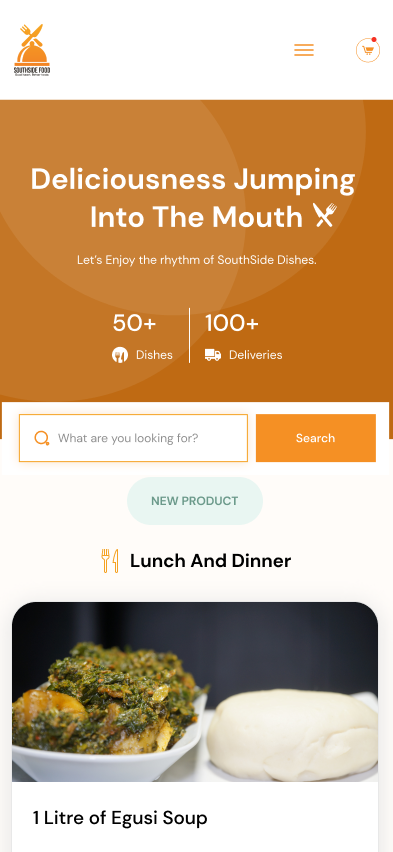 SOUTHSIDE FOOD
Deliciousness Jumping
Into The Mouth
Let's Enjoy the rhythm of SouthSide Dishes.
50+
100+
Dishes
Deliveries
What are you looking for?
Search
NEW PRODUCT
Lunch And Dinner
1 Litre of Egusi Soup